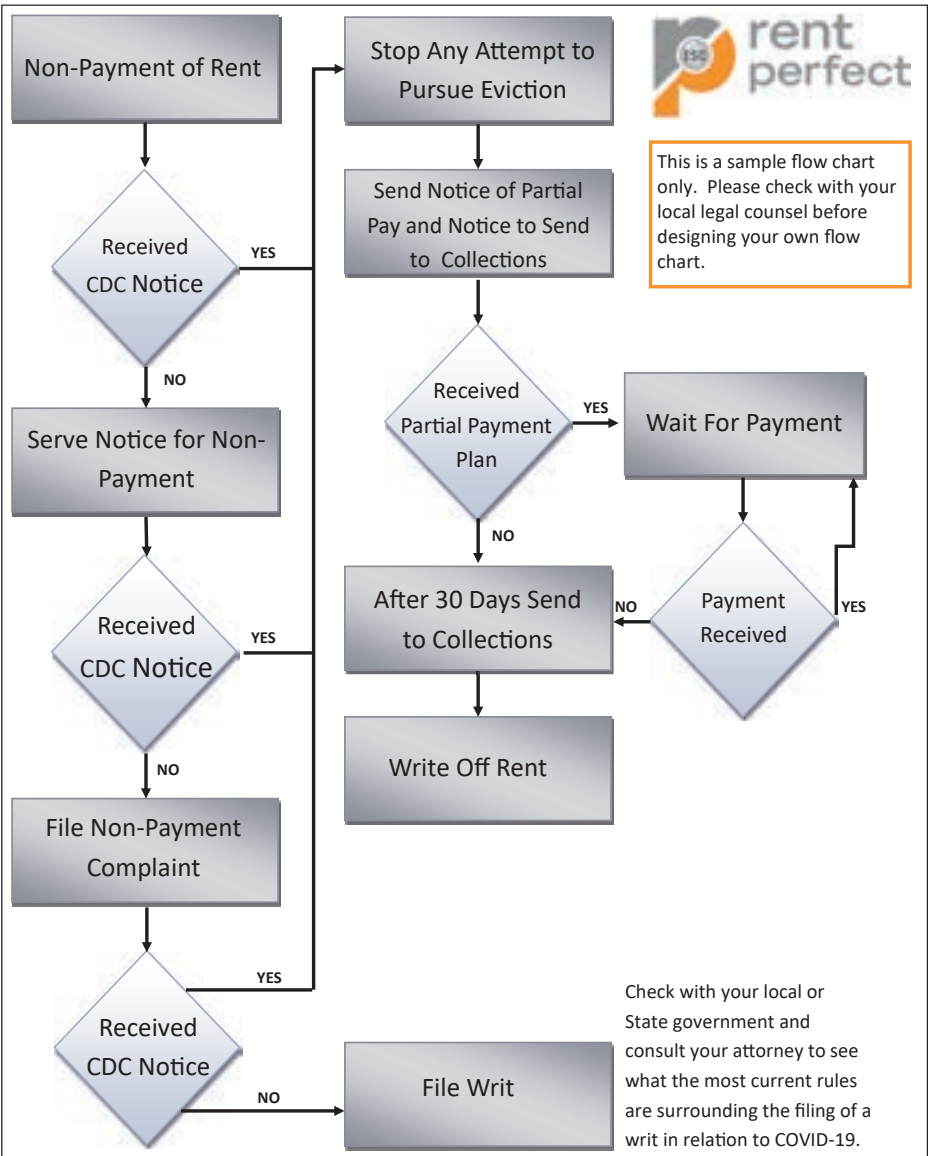 Non-Payment of Rent
Received
CDC Notice
YES
NO
Serve Notice for Non-
Payment
Received
CDC Notice
YES
NO
File Non-Payment
Complaint
Received
CDC Notice
YES
NO
Stop Any Attempt to
Pursue Eviction
Send Notice of Partial
Pay and Notice to Send
to Collections
Received
Partial Payment
Plan
YES
NO
Wait For Payment
Payment
Received
YES
NO
After 30 Days Send
to Collections
Write Off Rent
File Writ
ISG
rent
perfect
This is a sample flow chart
only. Please check with your
local legal counsel before
designing your own flow
chart.
Check with your local or
State government and
consult your attorney to see
what the most current rules
are surrounding the filing of a
writ in relation to COVID-19.